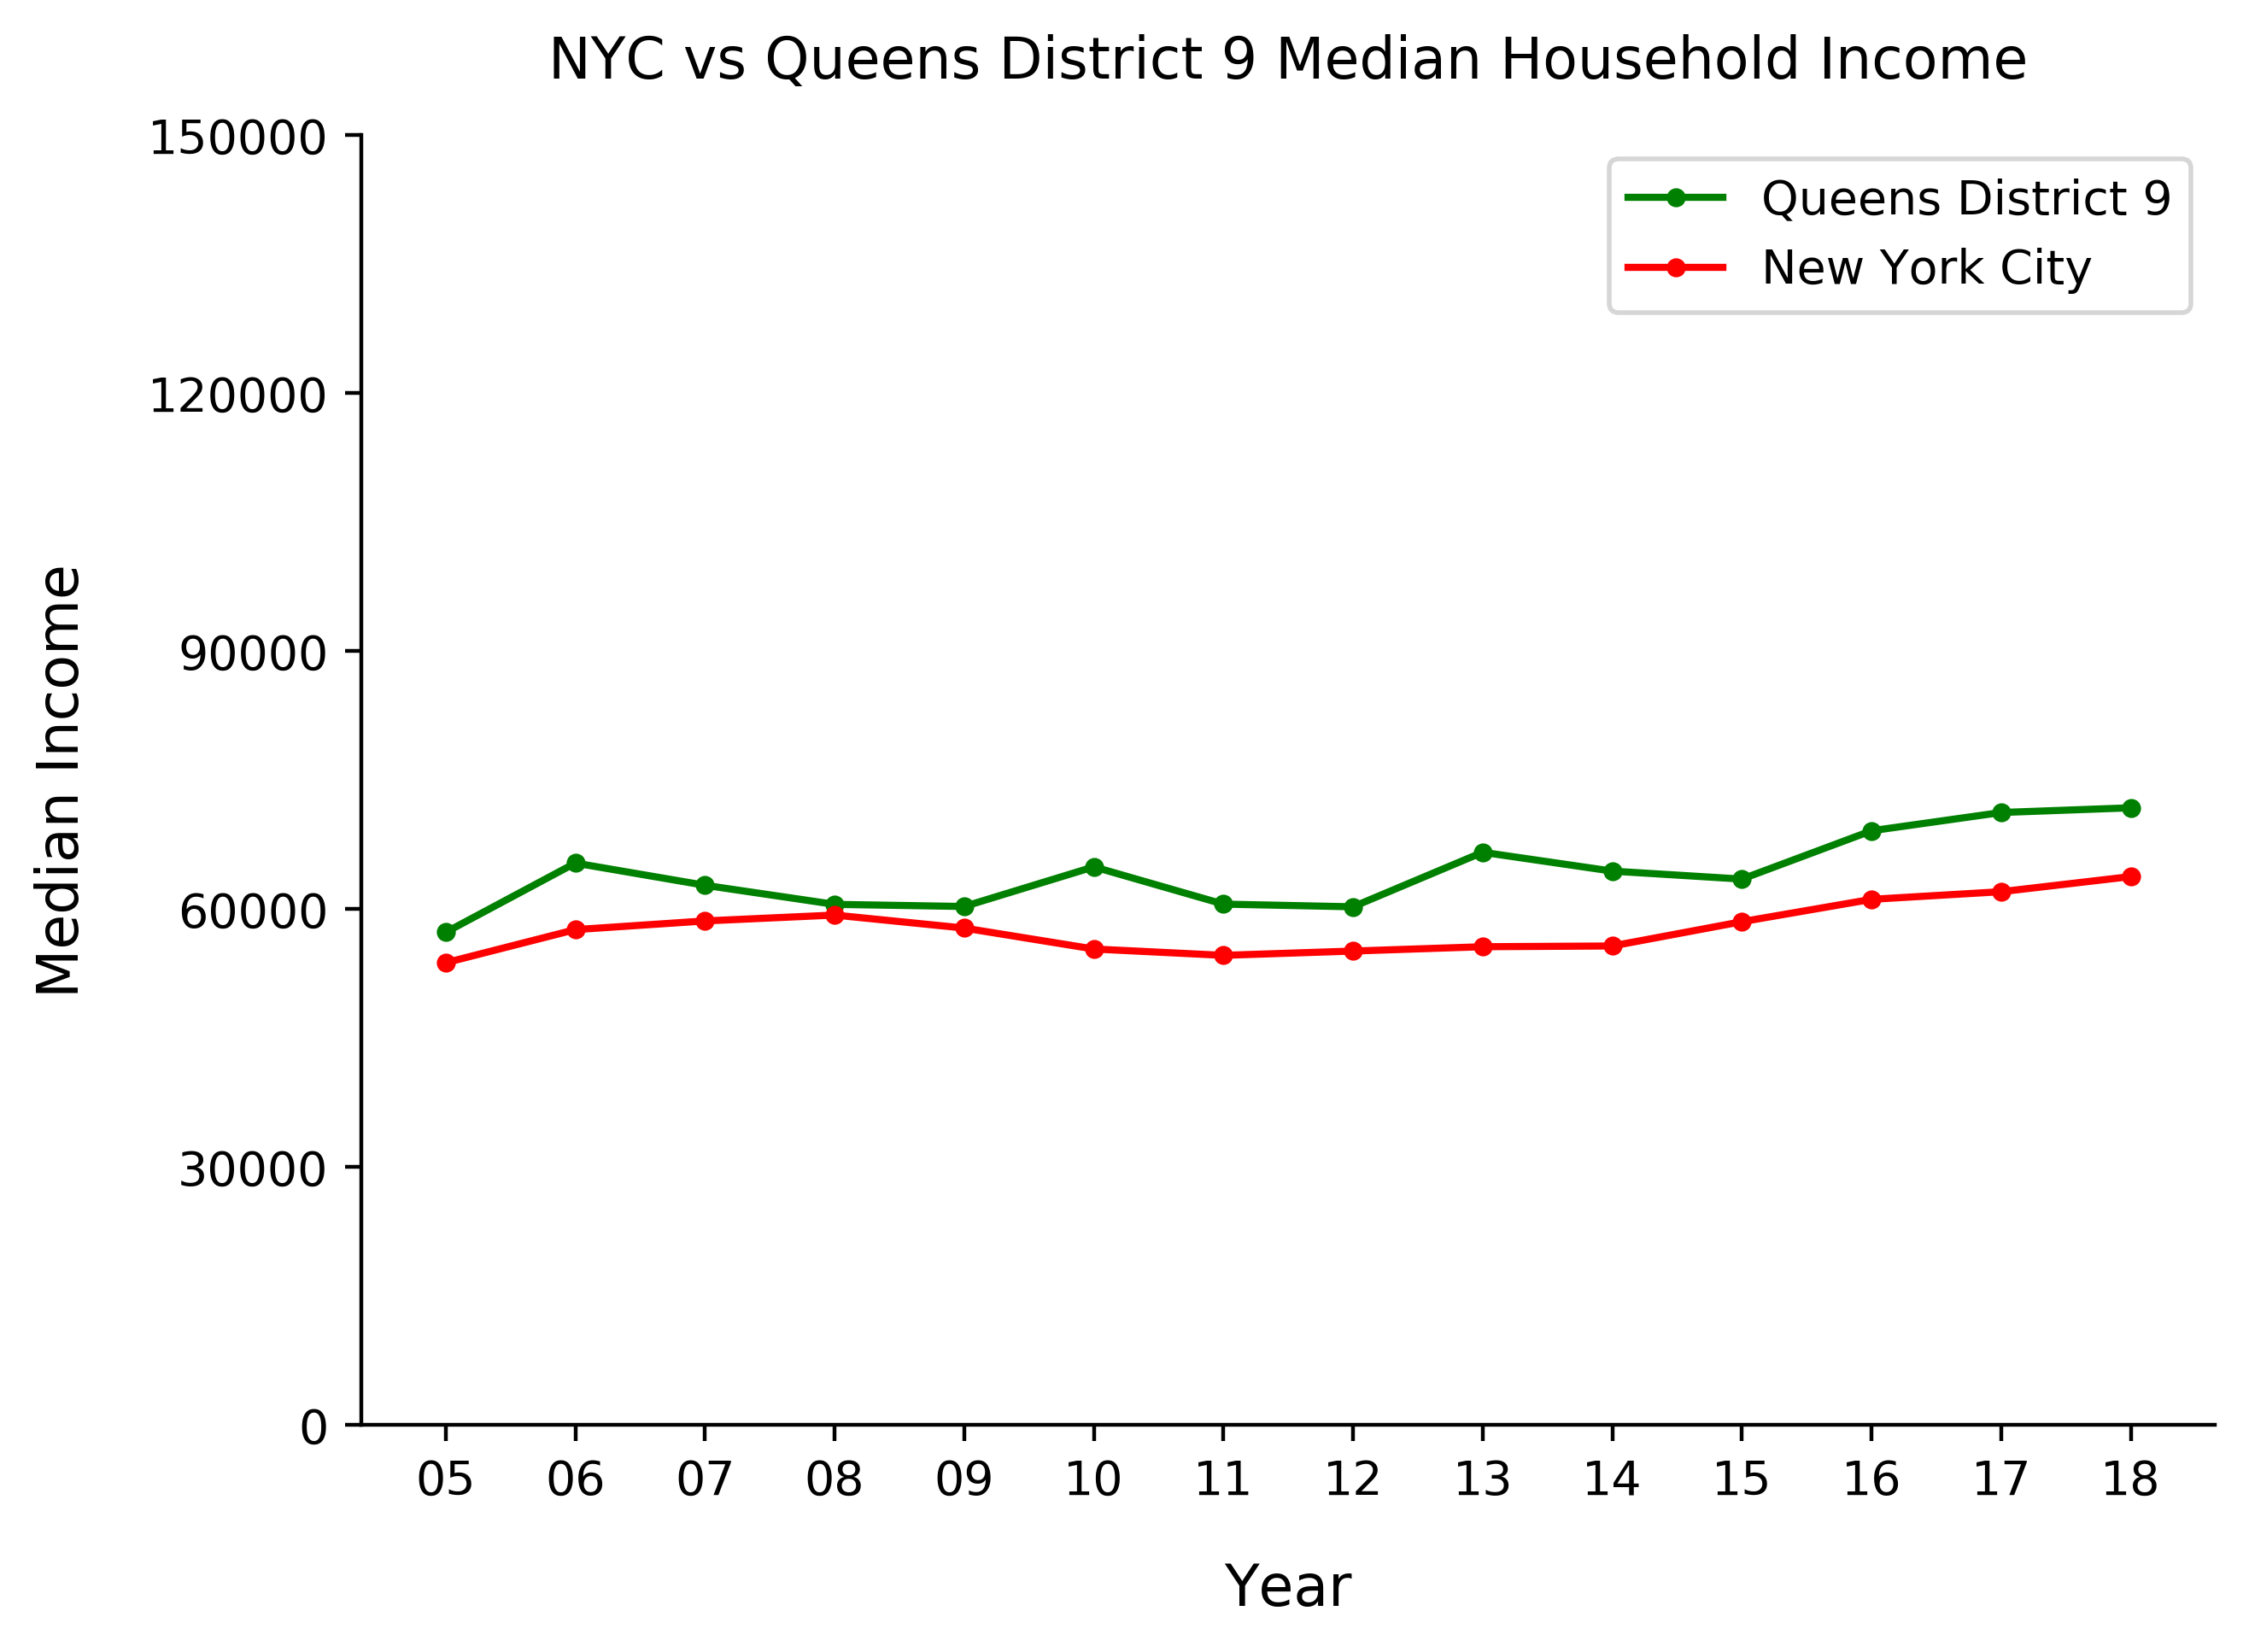 NYC vs Queens District 9 Median Household Income
150000
120000
90000
60000
30000
0
Median Income
Queens District 9
New York City
05 06 07 08 09 10 11 12 13 14 15 16 17 18
Year